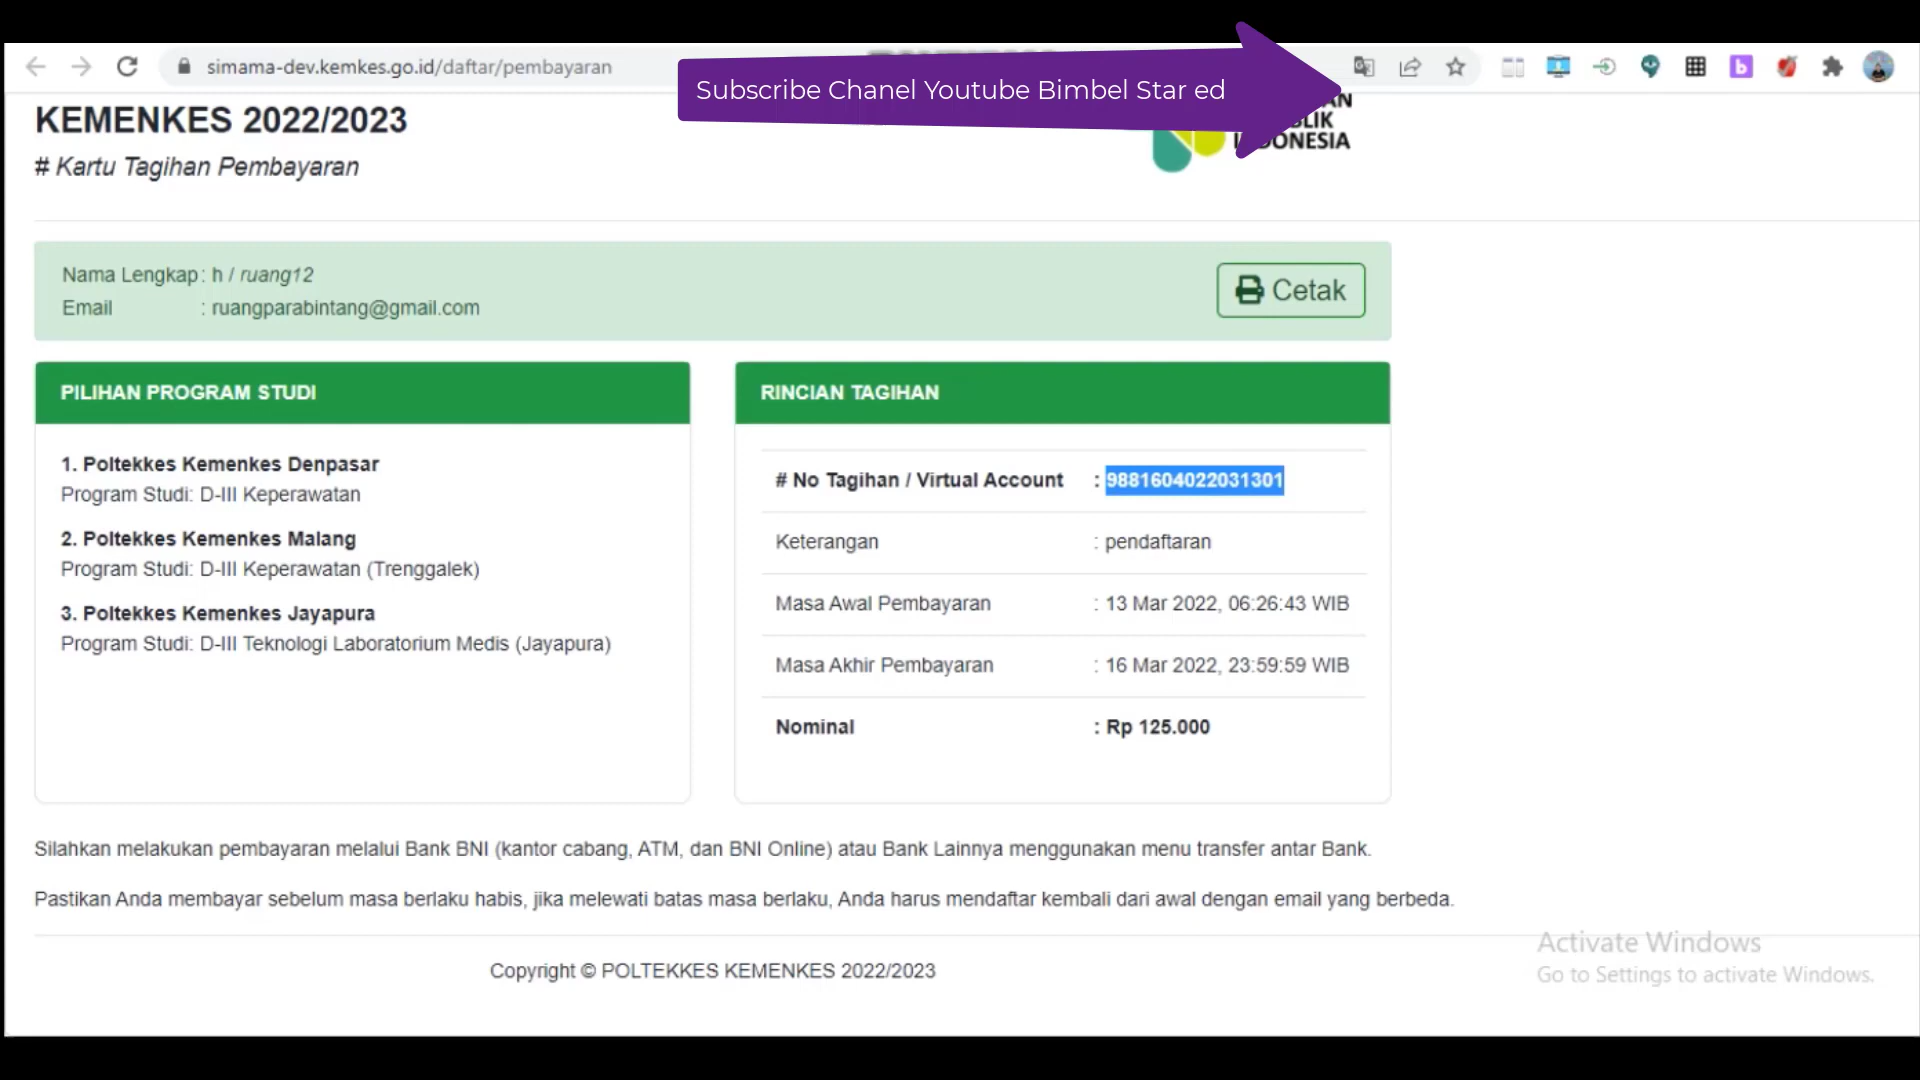 simama-dev.kemkes.go.id/daftar/pembayaran
Subscribe Chanel Youtube Bimbel Star ed
KEMENKES 2022/2023
# Kartu Tagihan Pembayaran
Nama Lengkap : h / ruang12
Email : ruangparabintang@gmail.com
Cetak
PILIHAN PROGRAM STUDI
1. Poltekkes Kemenkes Denpasar
Program Studi: D-III Keperawatan
2. Poltekkes Kemenkes Malang
Program Studi: D-III Keperawatan (Trenggalek)
3. Poltekkes Kemenkes Jayapura
Program Studi: D-III Teknologi Laboratorium Medis (Jayapura)
RINCIAN TAGIHAN
# No Tagihan / Virtual Account : 9881604022031301
Keterangan : pendaftaran
Masa Awal Pembayaran : 13 Mar 2022, 06:26:43 WIB
Masa Akhir Pembayaran : 16 Mar 2022, 23:59:59 WIB
Nominal : Rp 125.000
Silahkan melakukan pembayaran melalui Bank BNI (kantor cabang, ATM, dan BNI Online) atau Bank Lainnya menggunakan menu transfer antar Bank.
Pastikan Anda membayar sebelum masa berlaku habis, jika melewati batas masa berlaku, Anda harus mendaftar kembali dari awal dengan email yang berbeda.
Copyright © POLTEKKES KEMENKES 2022/2023
Activate Windows
Go to Settings to activate Windows.